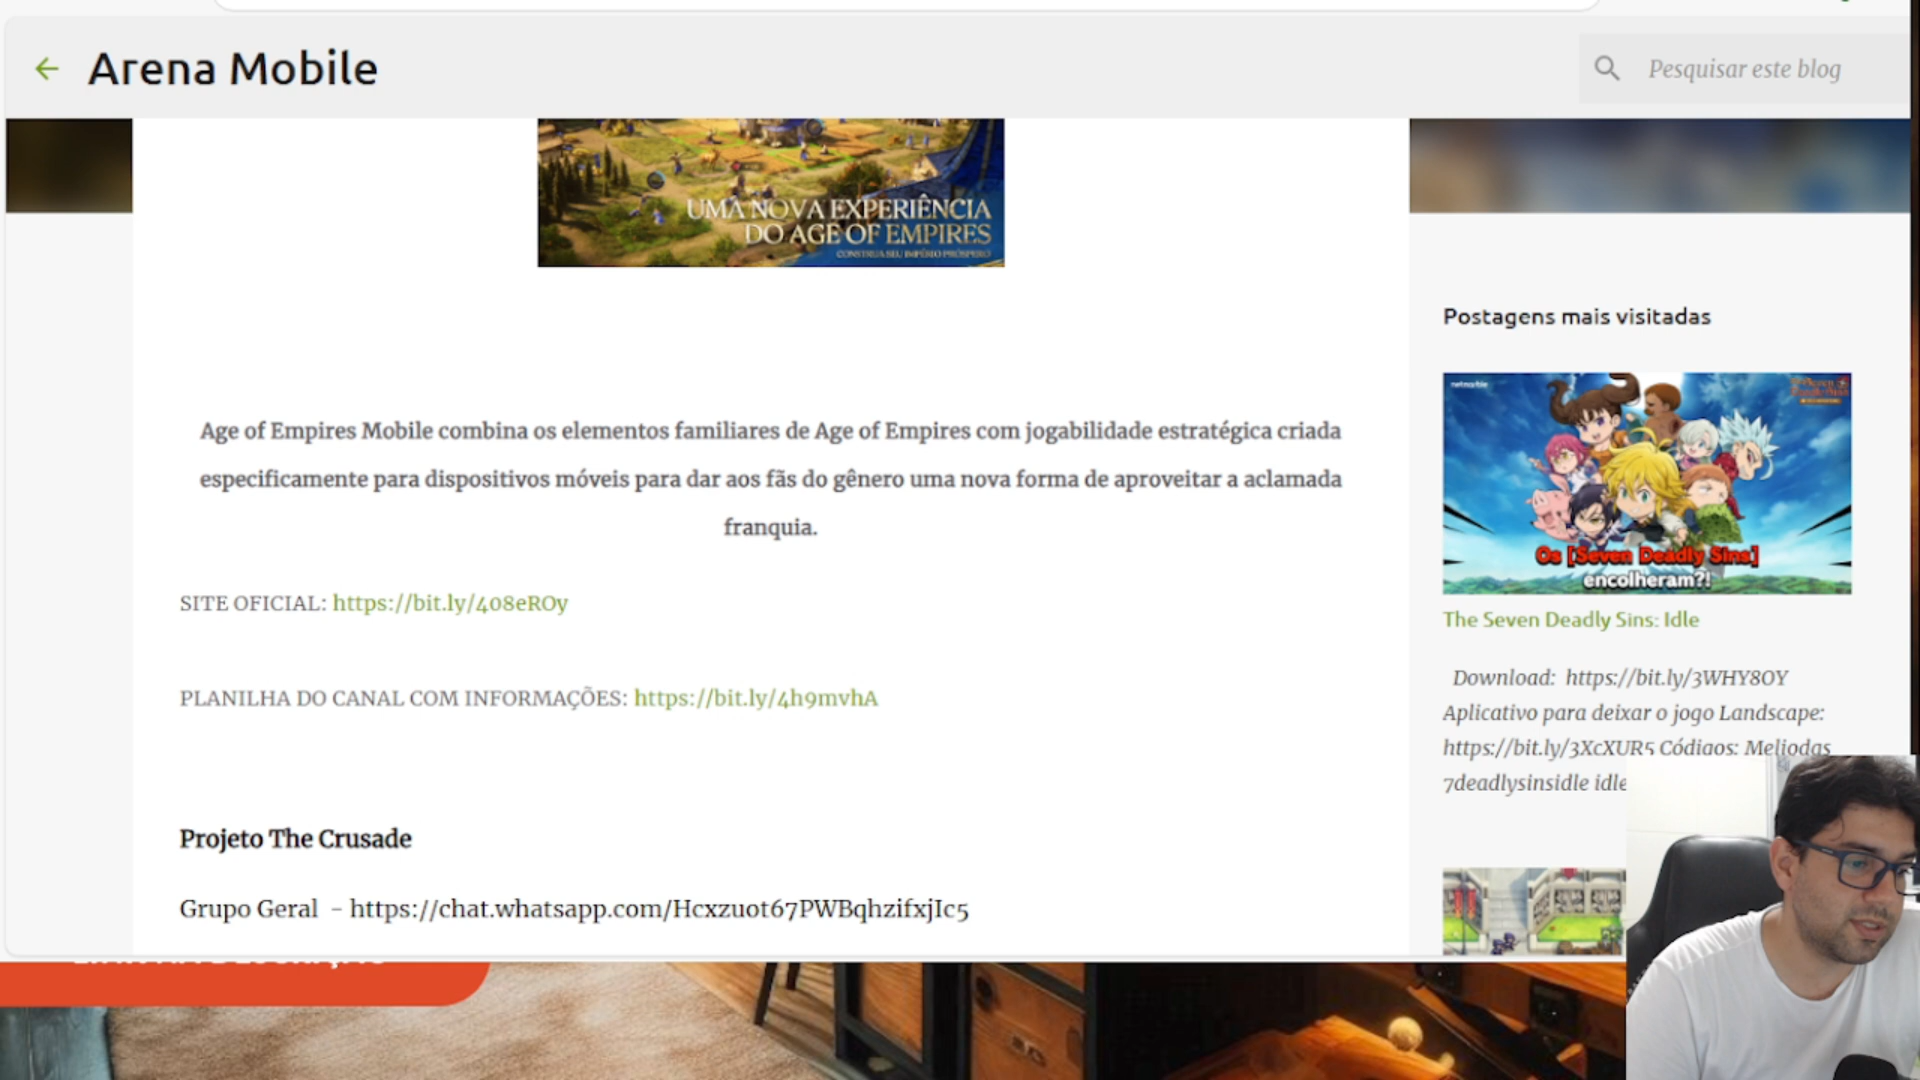 Arena Mobile
Pesquisar este blog
UMA NOVA EXPERIÊNCIA
DO AGE OF EMPIRES
CONSTRUA SEU IMPÉRIO PRÓSPERO
Age of Empires Mobile combina os elementos familiares de Age of Empires com jogabilidade estratégica criada
especificamente para dispositivos móveis para dar aos fãs do gênero uma nova forma de aproveitar a aclamada
franquia.
SITE OFICIAL: https://bit.ly/408eROy
PLANILHA DO CANAL COM INFORMAÇÕES: https://bit.ly/4h9mvhA
Projeto The Crusade
Grupo Geral - https://chat.whatsapp.com/Hcxzuot67PWBqhzifxjIc5
Postagens mais visitadas
netmarble
Os [Seven Deadly Sins]
encolheram?!
The Seven Deadly Sins: Idle
Download: https://bit.ly/3WHY8OY
Aplicativo para deixar o jogo Landscape:
https://bit.ly/3XcXUR5 Códigos: Meliodas
7deadlysinsidle idle